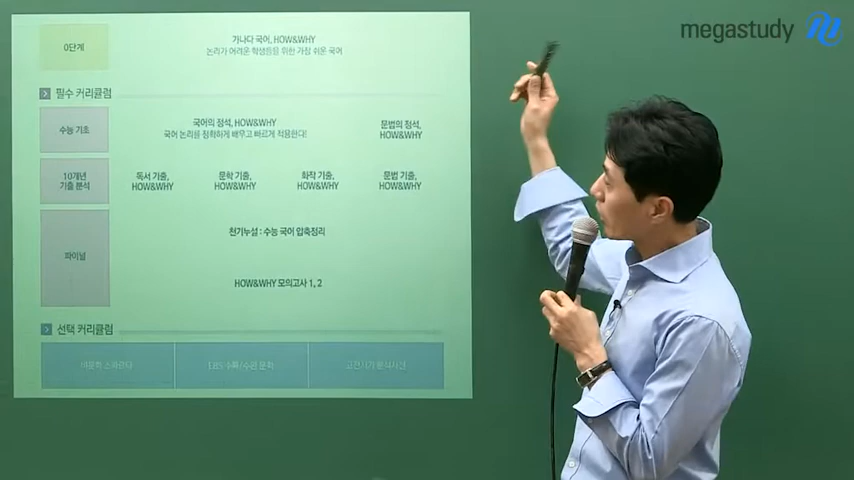 megastudy
0단계
가나다 국어, HOW&WHY
논리가 어려운 학생들을 위한 가장 쉬운 국어
필수 커리큘럼
수능 기초
국어의 정석, HOW&WHY
국어 논리를 정확하게 배우고 빠르게 적용한다!
문법의 정석,
HOW&WHY
10개년
기출 분석
독서 기출,
HOW&WHY
문학 기출,
HOW&WHY
화작 기출,
HOW&WHY
문법 기출,
HOW&WHY
파이널
천기누설 : 수능 국어 압축정리
HOW&WHY 모의고사 1, 2
선택 커리큘럼
EBS 수특/수완 문학